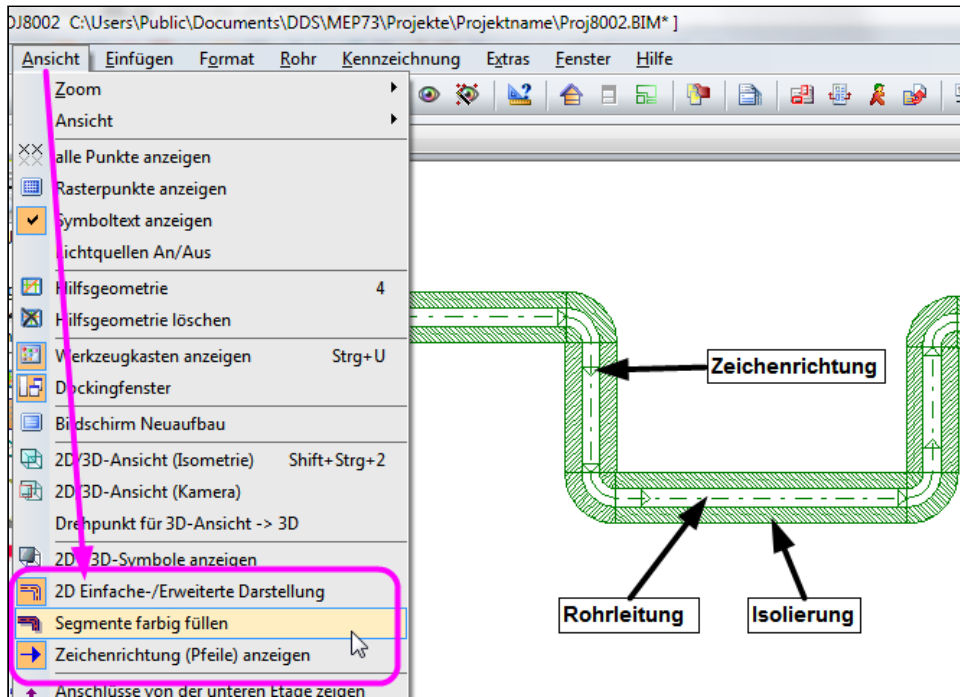 OJ8002 C:\Users\Public\Documents\DDS\MEP73\Projekte\Projektname\Proj8002.BIM* ]
Ansicht Einfügen Format Rohr Kennzeichnung Extras Fenster Hilfe
Zoom
Ansicht
alle Punkte anzeigen
Rasterpunkte anzeigen
Symboltext anzeigen
Lichtquellen An/Aus
Hilfsgeometrie 4
Hilfsgeometrie löschen
Werkzeugkasten anzeigen Strg+U
Dockingfenster
Bildschirm Neuaufbau
2D/3D-Ansicht (Isometrie) Shift+Strg+2
2D/3D-Ansicht (Kamera)
Drehpunkt für 3D-Ansicht -> 3D
2D / 3D-Symbole anzeigen
2D Einfache-/Erweiterte Darstellung
Segmente farbig füllen
Zeichenrichtung (Pfeile) anzeigen
Anschlüsse von der unteren Etage zeigen
Zeichenrichtung
Rohrleitung
Isolierung